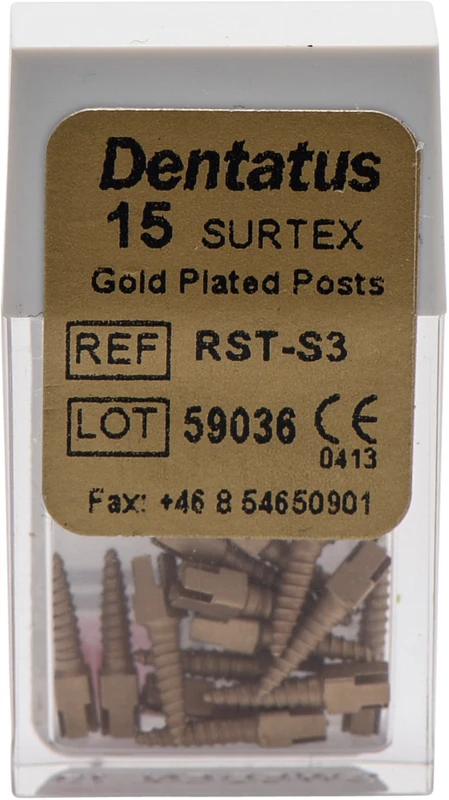 Dentatus
15 SURTEX
Gold Plated Posts
REF RST-S3
LOT 59036 CE
0413
Fax: +46 8 54650901